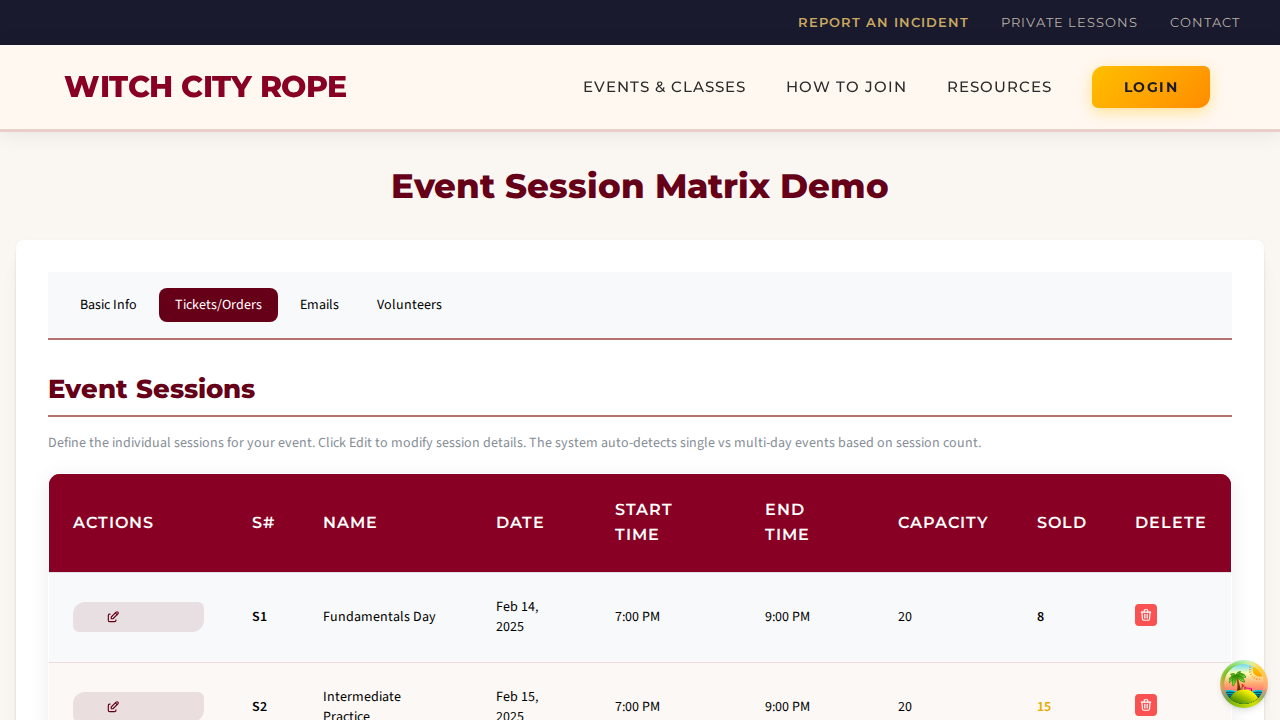 REPORT AN INCIDENT PRIVATE LESSONS CONTACT
WITCH CITY ROPE EVENTS & CLASSES HOW TO JOIN RESOURCES LOGIN
Event Session Matrix Demo
Basic Info Tickets/Orders Emails Volunteers
Event Sessions
Define the individual sessions for your event. Click Edit to modify session details. The system auto-detects single vs multi-day events based on session count.
ACTIONS S# NAME DATE START TIME END TIME CAPACITY SOLD DELETE
S1 Fundamentals Day Feb 14, 2025 7:00 PM 9:00 PM 20 8
S2 Intermediate Practice Feb 15, 2025 7:00 PM 9:00 PM 20 15